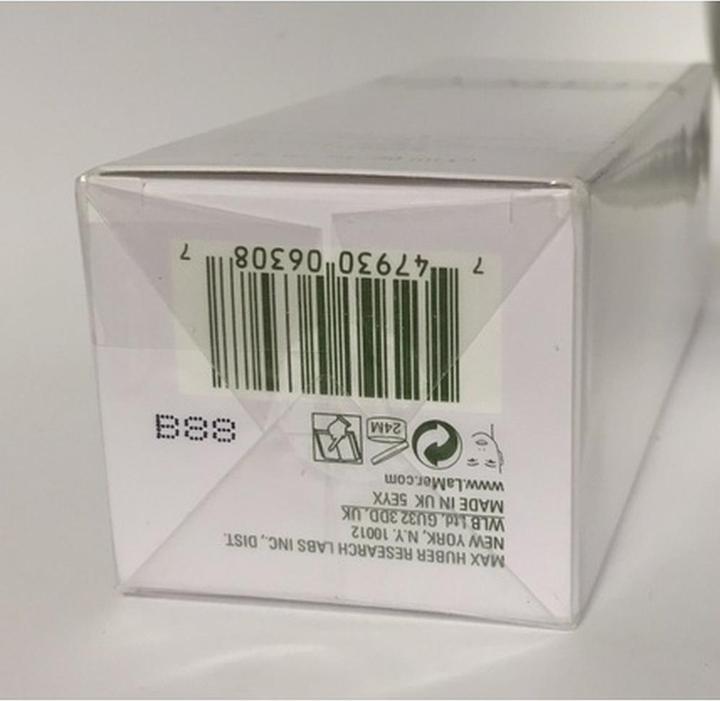 MAX HUBER RESEARCH LABS INC., DIST.
NEW YORK, N.Y. 10012
WLB Ltd. GU32 3DD, UK
MADE IN UK 5EYX
www.LaMer.com
24M
B88
7 47930 06308 7